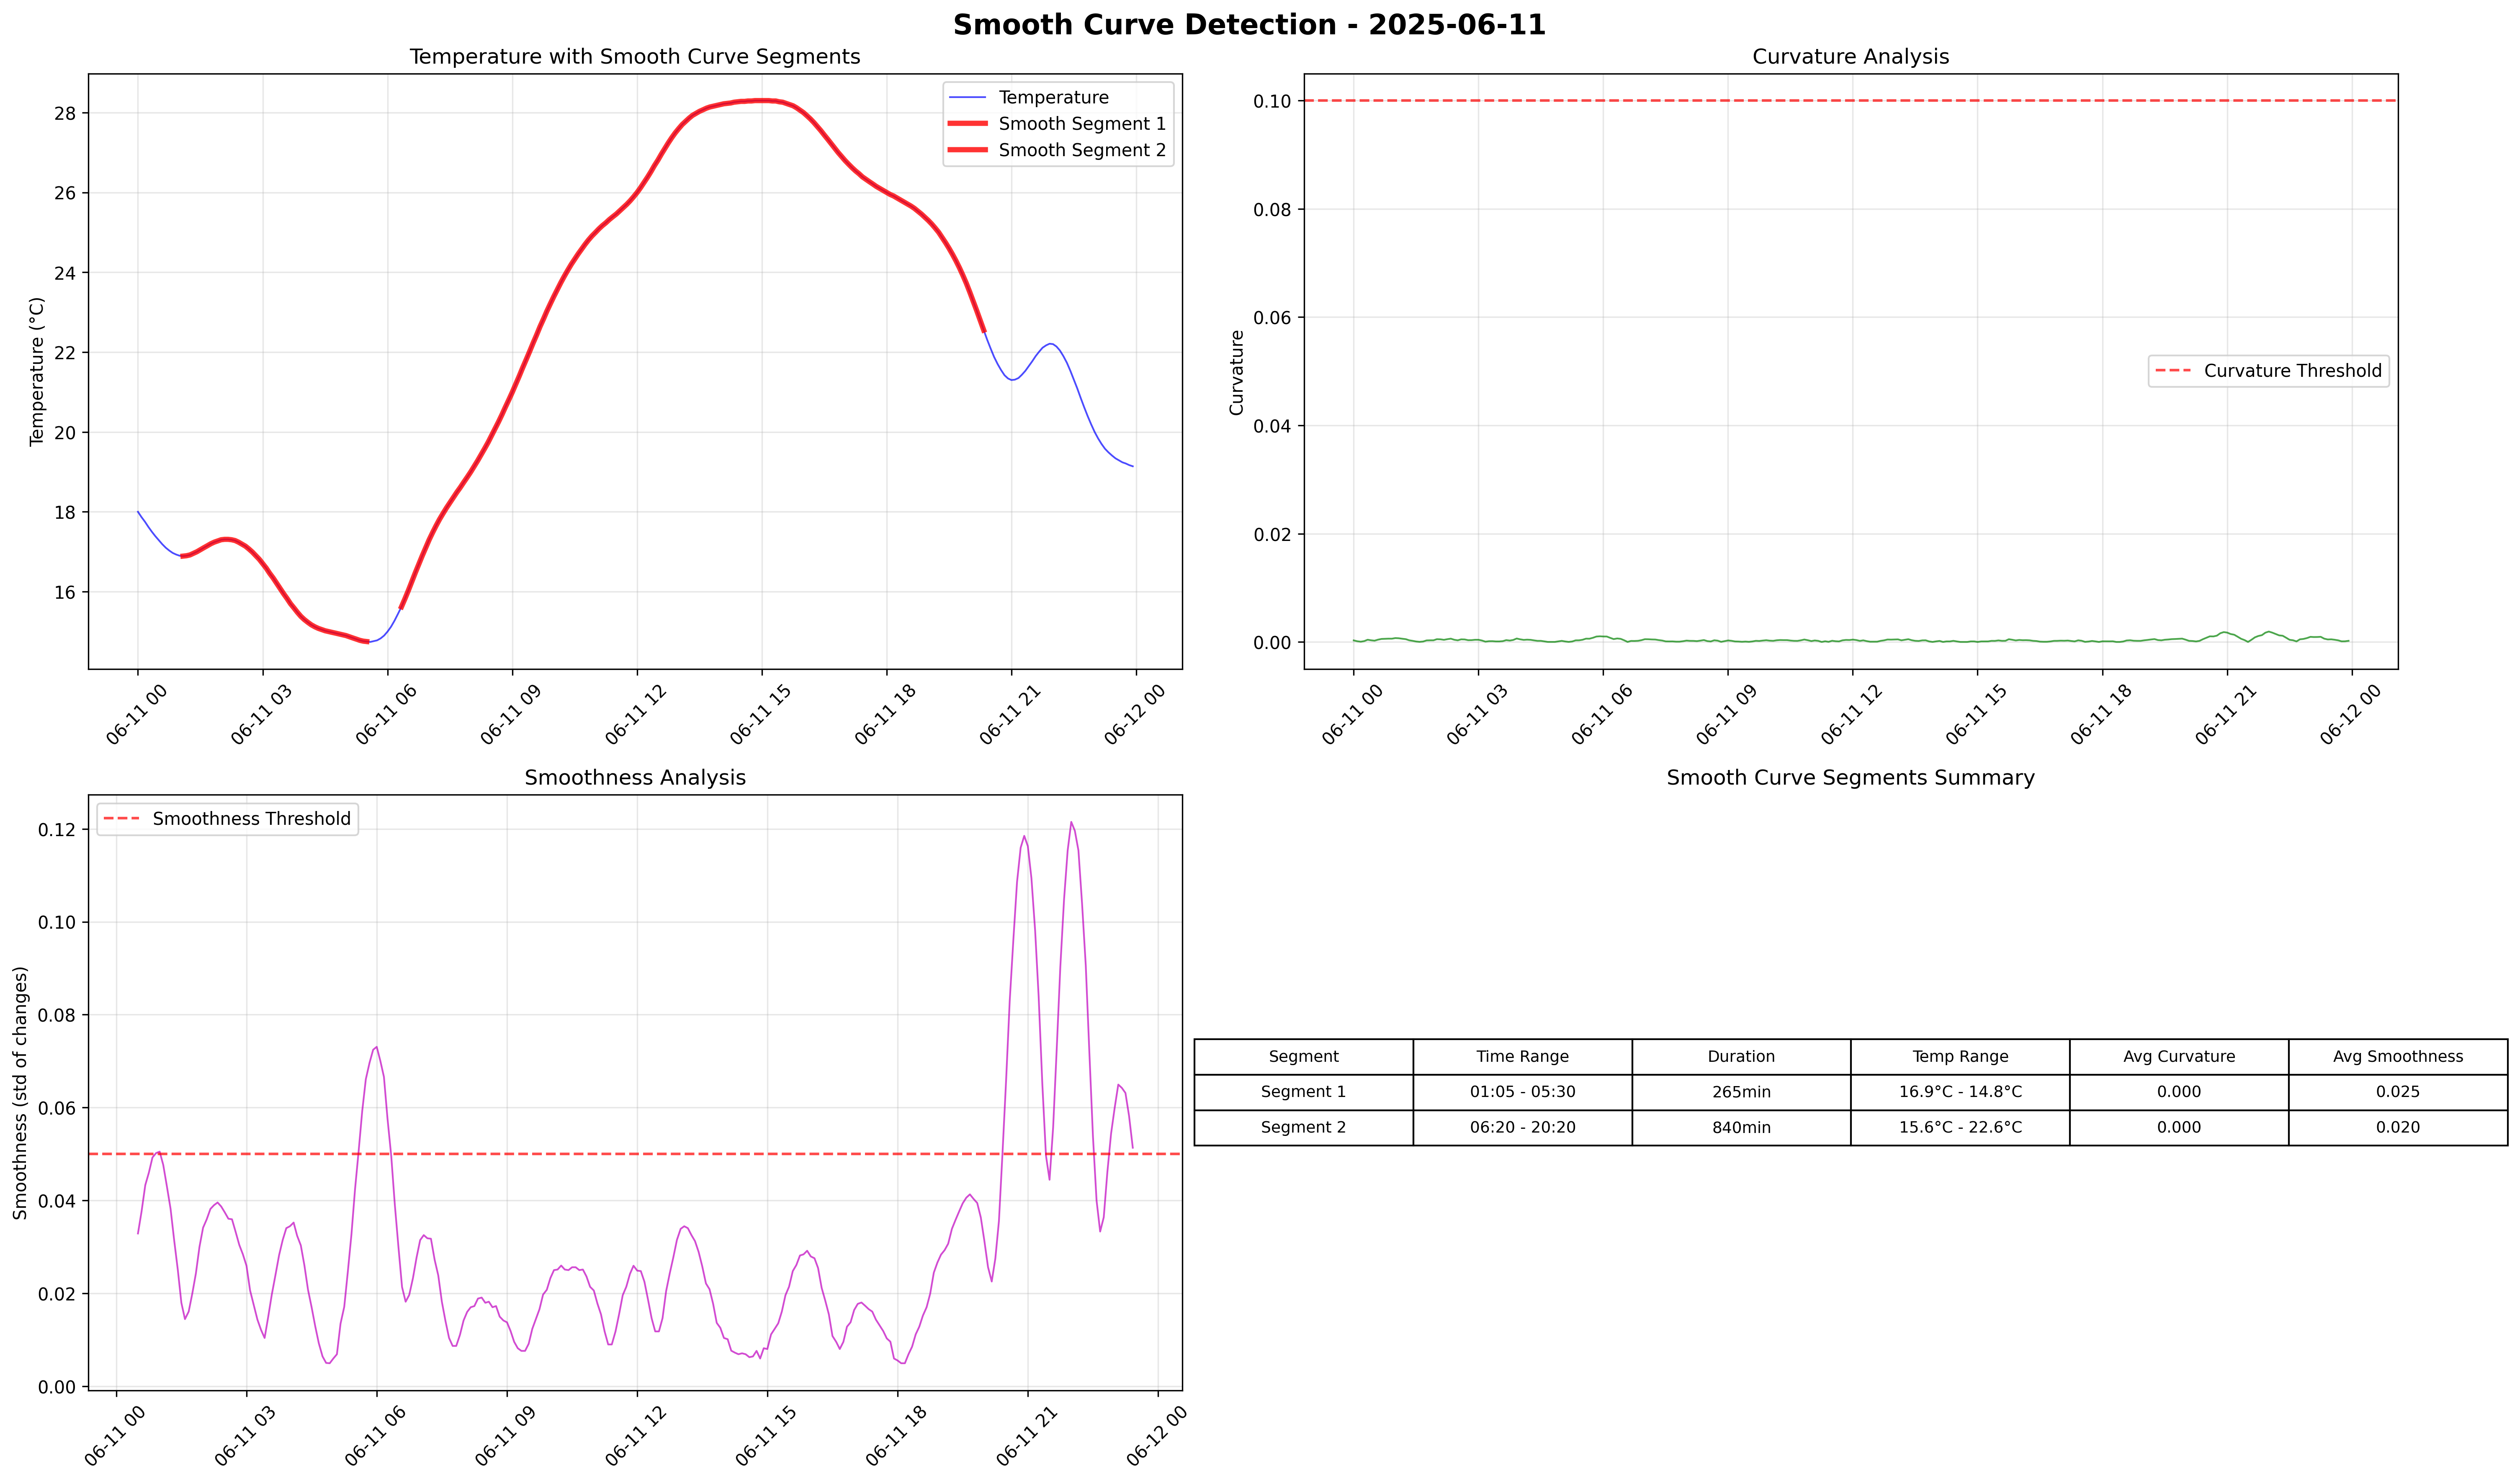 Smooth Curve Detection - 2025-06-11
Temperature with Smooth Curve Segments
Temperature (°C)
28
26
24
22
20
18
16
Temperature
Smooth Segment 1
Smooth Segment 2
06-11 00
06-11 03
06-11 06
06-11 09
06-11 12
06-11 15
06-11 18
06-11 21
06-12 00
Curvature Analysis
Curvature
0.10
0.08
0.06
0.04
0.02
0.00
Curvature Threshold
06-11 00
06-11 03
06-11 06
06-11 09
06-11 12
06-11 15
06-11 18
06-11 21
06-12 00
Smoothness Analysis
Smoothness (std of changes)
0.12
0.10
0.08
0.06
0.04
0.02
0.00
Smoothness Threshold
06-11 00
06-11 03
06-11 06
06-11 09
06-11 12
06-11 15
06-11 18
06-11 21
06-12 00
Smooth Curve Segments Summary
Segment Time Range Duration Temp Range Avg Curvature Avg Smoothness
Segment 1 01:05 - 05:30 265min 16.9°C - 14.8°C 0.000 0.025
Segment 2 06:20 - 20:20 840min 15.6°C - 22.6°C 0.000 0.020